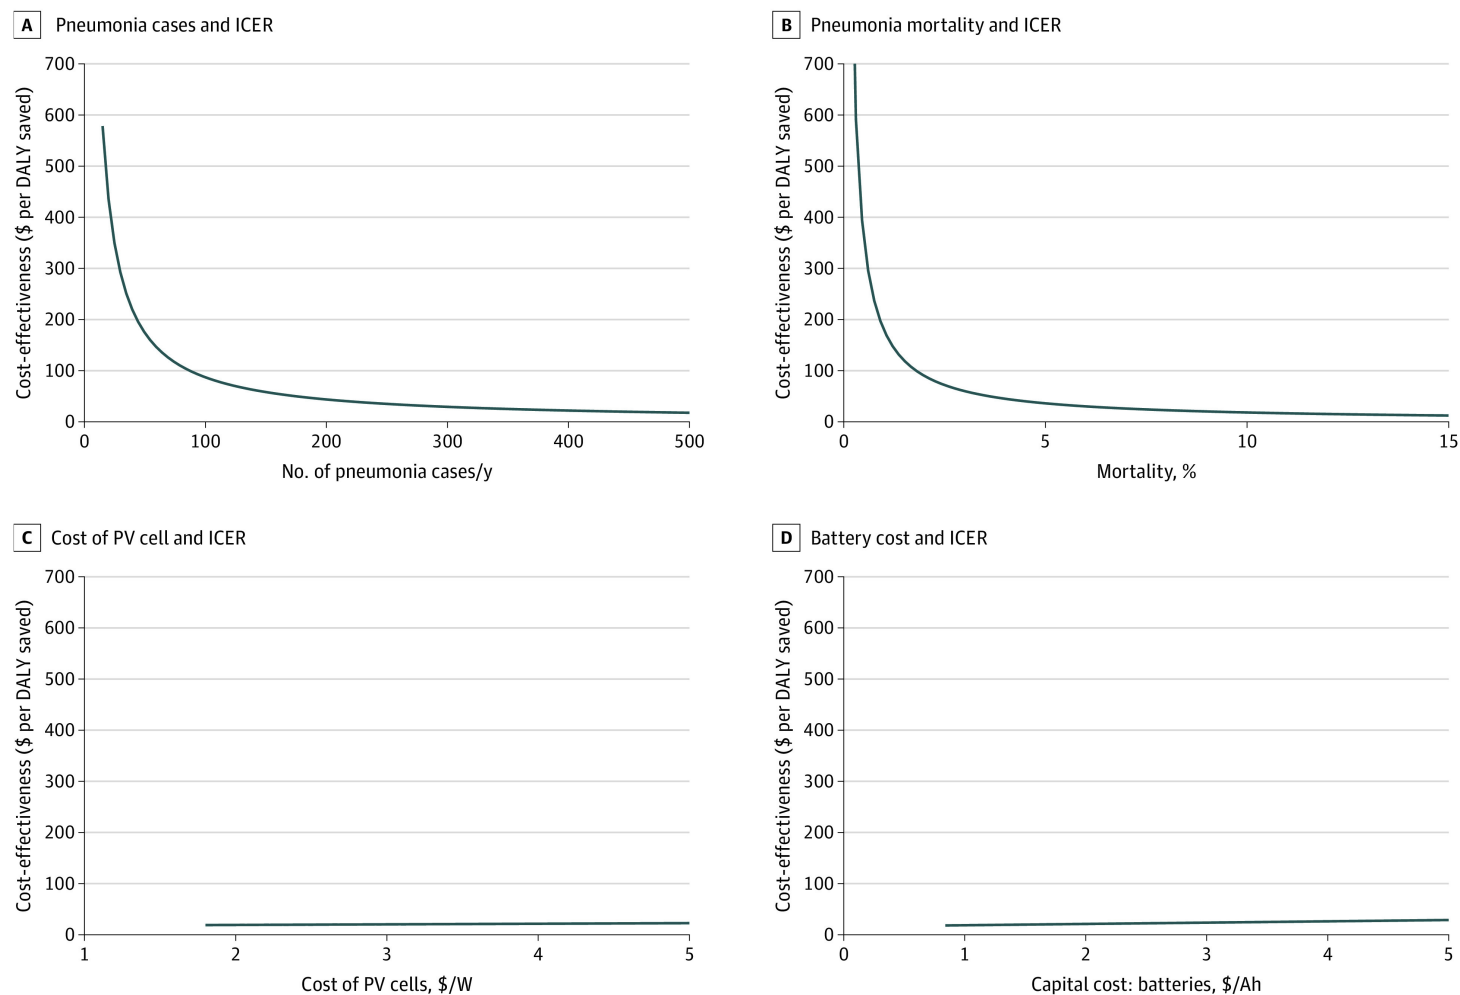 A Pneumonia cases and ICER
Cost-effectiveness ($ per DALY saved)
700
600
500
400
300
200
100
0
0 100 200 300 400 500
No. of pneumonia cases/y
B Pneumonia mortality and ICER
Cost-effectiveness ($ per DALY saved)
700
600
500
400
300
200
100
0
0 5 10 15
Mortality, %
C Cost of PV cell and ICER
Cost-effectiveness ($ per DALY saved)
700
600
500
400
300
200
100
0
1 2 3 4 5
Cost of PV cells, $/W
D Battery cost and ICER
Cost-effectiveness ($ per DALY saved)
700
600
500
400
300
200
100
0
0 1 2 3 4 5
Capital cost: batteries, $/Ah